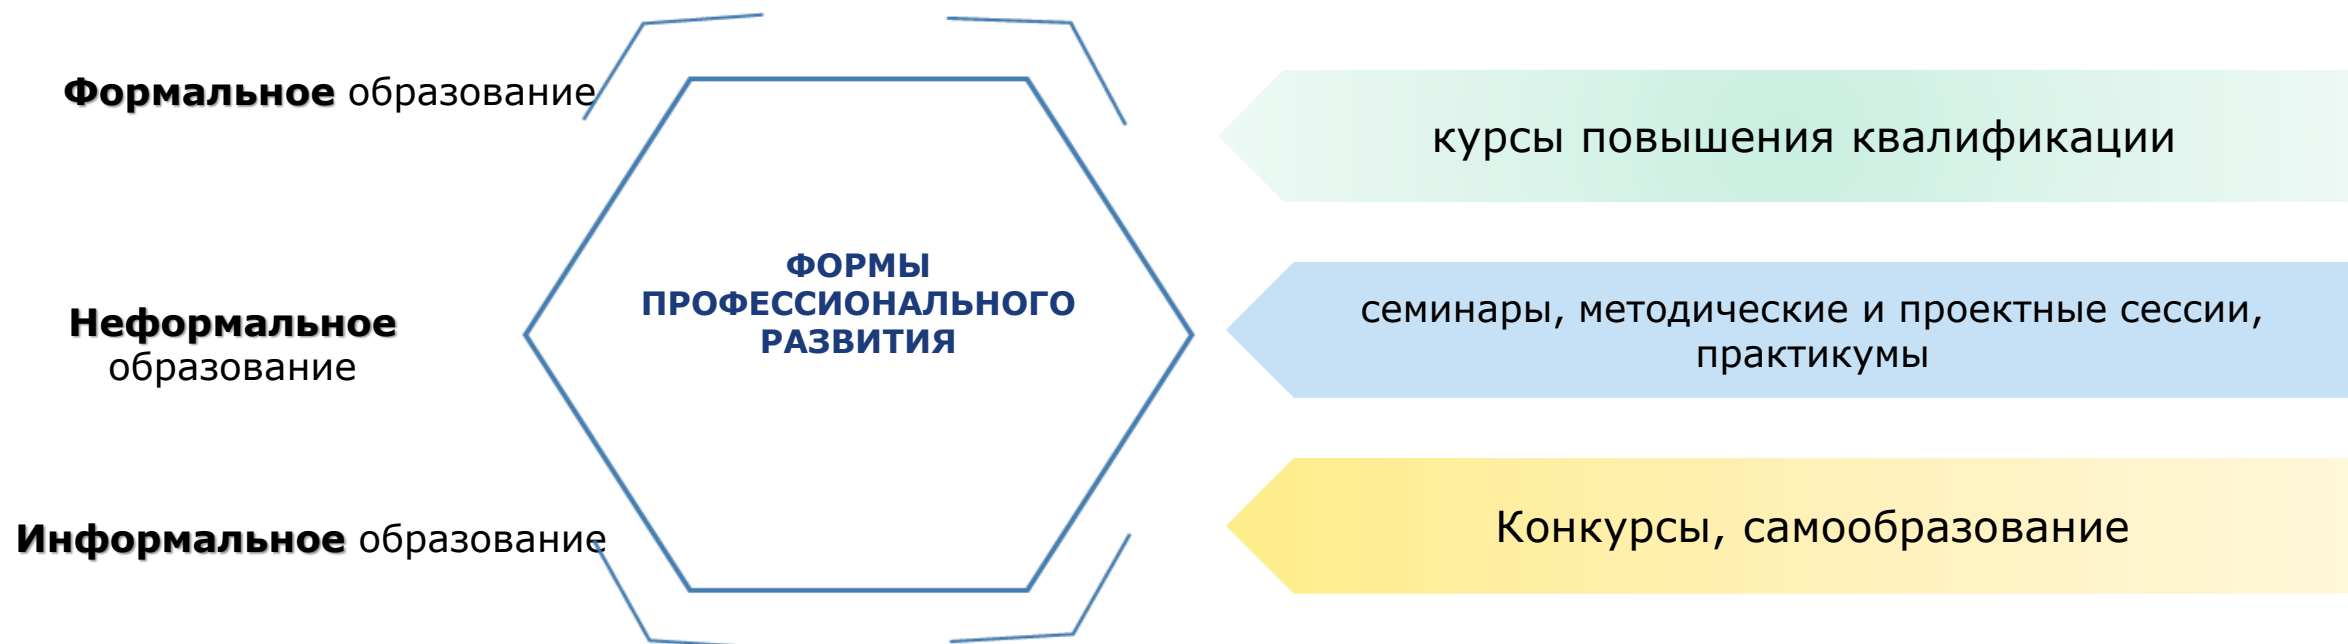 Формальное образование
курсы повышения квалификации
ФОРМЫ
ПРОФЕССИОНАЛЬНОГО
РАЗВИТИЯ
Неформальное
образование
семинары, методические и проектные сессии,
практикумы
Информальное образование
Конкурсы, самообразование